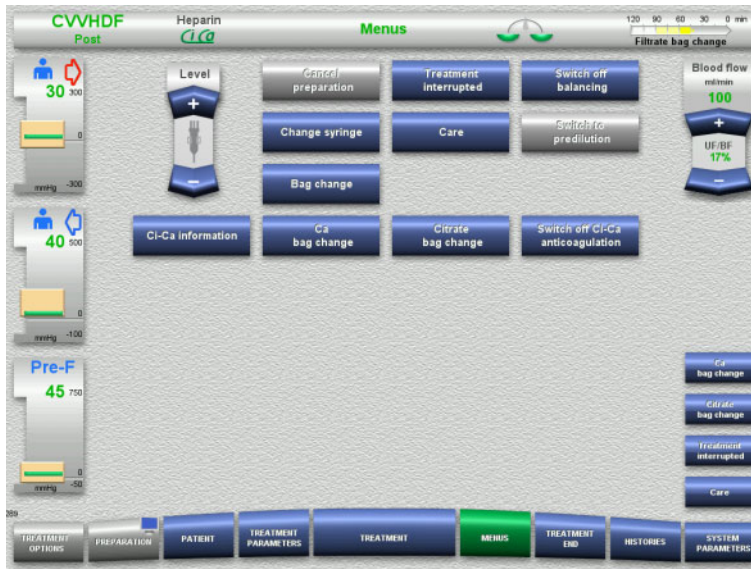 CVVHDF
Post
Heparin
Ci Ca
Menus
120 90 60 30 0 min
Filtrate bag change
30 300
0
mmHg -300
40 500
0
mmHg -100
Pre-F
45 750
0
mmHg -50
Level
+
−
Cancel
preparation
Treatment
interrupted
Switch off
balancing
Change syringe
Care
Switch to
predilution
Bag change
Ci-Ca information
Ca
bag change
Citrate
bag change
Switch off Ci-Ca
anticoagulation
Blood flow
ml/min
100
+
UF/BF
17%
−
Ca
bag change
Citrate
bag change
Treatment
interrupted
Care
TREATMENT
OPTIONS
PREPARATION
PATIENT
TREATMENT
PARAMETERS
TREATMENT
MENUS
TREATMENT
END
HISTORIES
SYSTEM
PARAMETERS